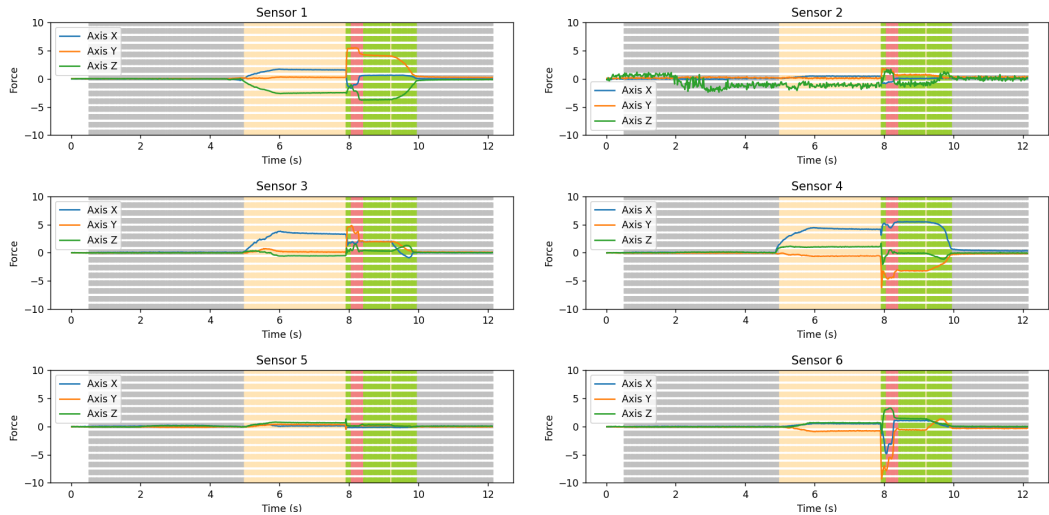 Sensor 1
10
5
0
−5
−10
Force
Axis X
Axis Y
Axis Z
0 2 4 6 8 10 12
Time (s)
Sensor 2
10
5
0
−5
−10
Force
Axis X
Axis Y
Axis Z
0 2 4 6 8 10 12
Time (s)
Sensor 3
10
5
0
−5
−10
Force
Axis X
Axis Y
Axis Z
0 2 4 6 8 10 12
Time (s)
Sensor 4
10
5
0
−5
−10
Force
Axis X
Axis Y
Axis Z
0 2 4 6 8 10 12
Time (s)
Sensor 5
10
5
0
−5
−10
Force
Axis X
Axis Y
Axis Z
0 2 4 6 8 10 12
Time (s)
Sensor 6
10
5
0
−5
−10
Force
Axis X
Axis Y
Axis Z
0 2 4 6 8 10 12
Time (s)